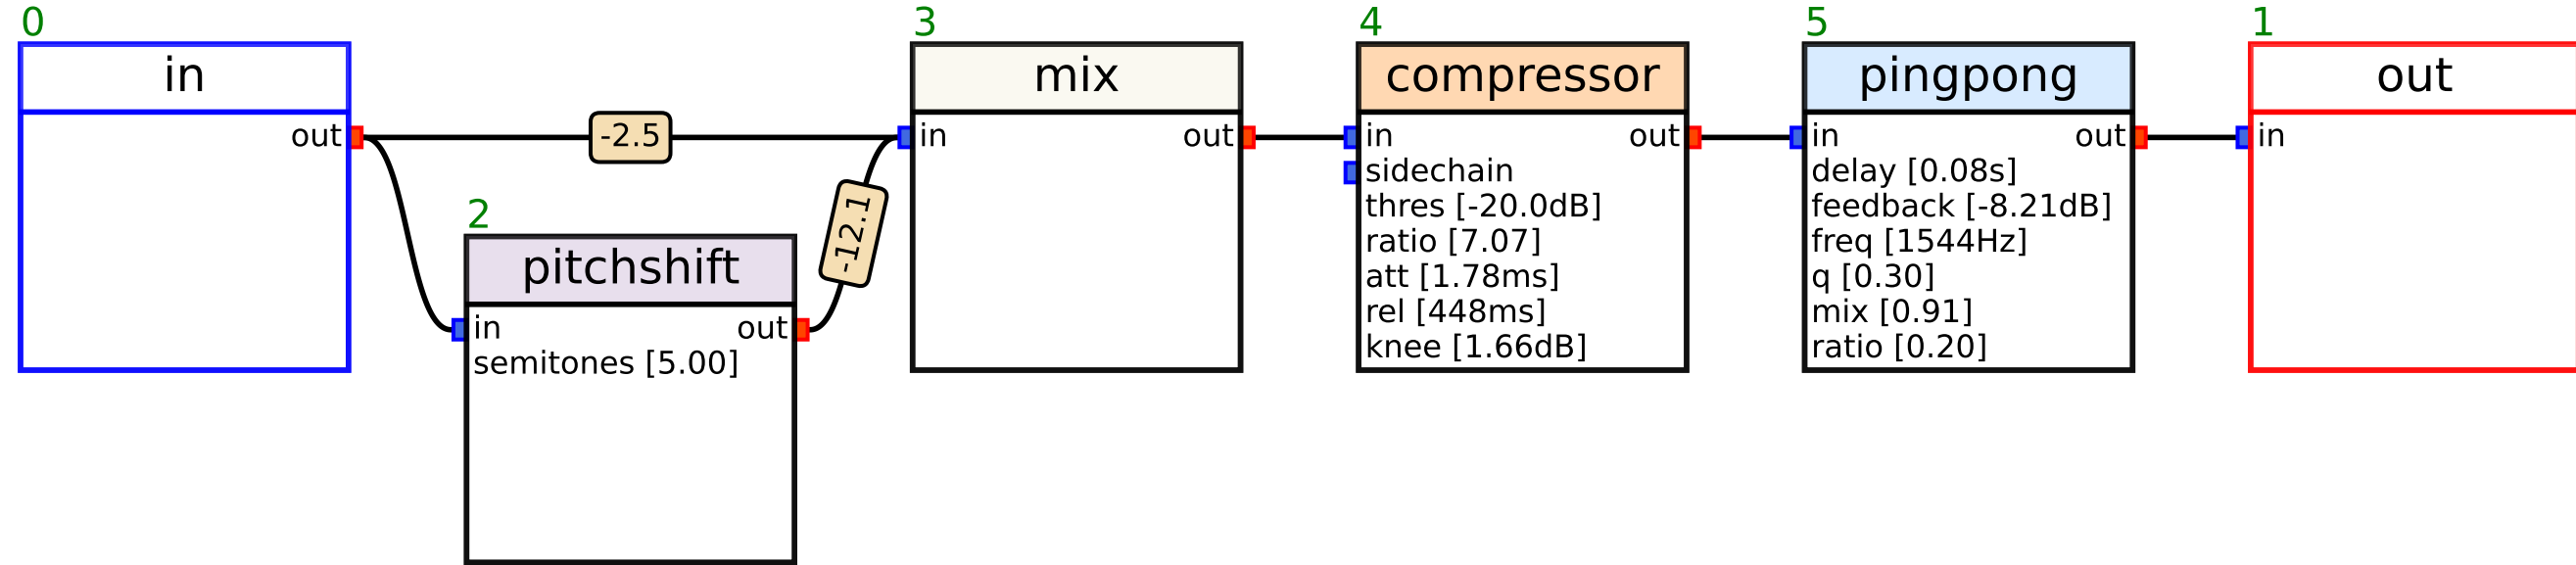 0
in
out
-2.5
2
pitchshift
in
out
semitones [5.00]
-12.1
3
mix
in
out
4
compressor
in
out
sidechain
thres [-20.0dB]
ratio [7.07]
att [1.78ms]
rel [448ms]
knee [1.66dB]
5
pingpong
in
out
delay [0.08s]
feedback [-8.21dB]
freq [1544Hz]
q [0.30]
mix [0.91]
ratio [0.20]
1
out
in